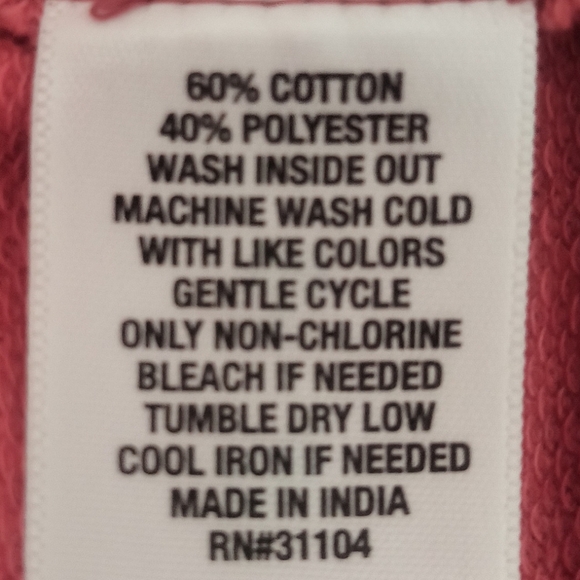 60% COTTON
40% POLYESTER
WASH INSIDE OUT
MACHINE WASH COLD
WITH LIKE COLORS
GENTLE CYCLE
ONLY NON-CHLORINE
BLEACH IF NEEDED
TUMBLE DRY LOW
COOL IRON IF NEEDED
MADE IN INDIA
RN#31104